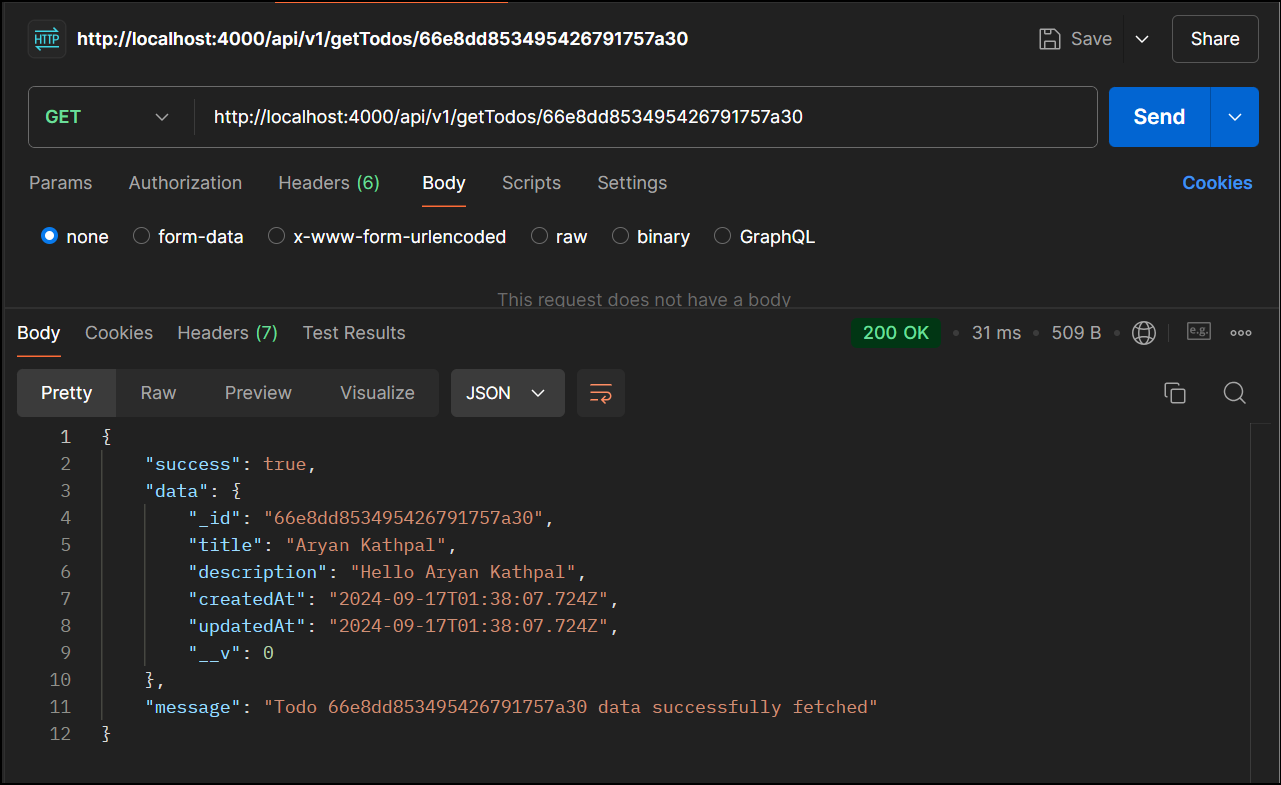 HTTP http://localhost:4000/api/v1/getTodos/66e8dd853495426791757a30 Save Share
GET http://localhost:4000/api/v1/getTodos/66e8dd853495426791757a30 Send
Params Authorization Headers (6) Body Scripts Settings Cookies
none form-data x-www-form-urlencoded raw binary GraphQL
This request does not have a body
Body Cookies Headers (7) Test Results 200 OK 31 ms 509 B e.g.
Pretty Raw Preview Visualize JSON
1 {
2 "success": true,
3 "data": {
4 "_id": "66e8dd853495426791757a30",
5 "title": "Aryan Kathpal",
6 "description": "Hello Aryan Kathpal",
7 "createdAt": "2024-09-17T01:38:07.724Z",
8 "updatedAt": "2024-09-17T01:38:07.724Z",
9 "__v": 0
10 },
11 "message": "Todo 66e8dd853495426791757a30 data successfully fetched"
12 }